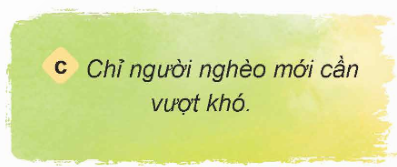 c Chỉ người nghèo mới cần
vượt khó.